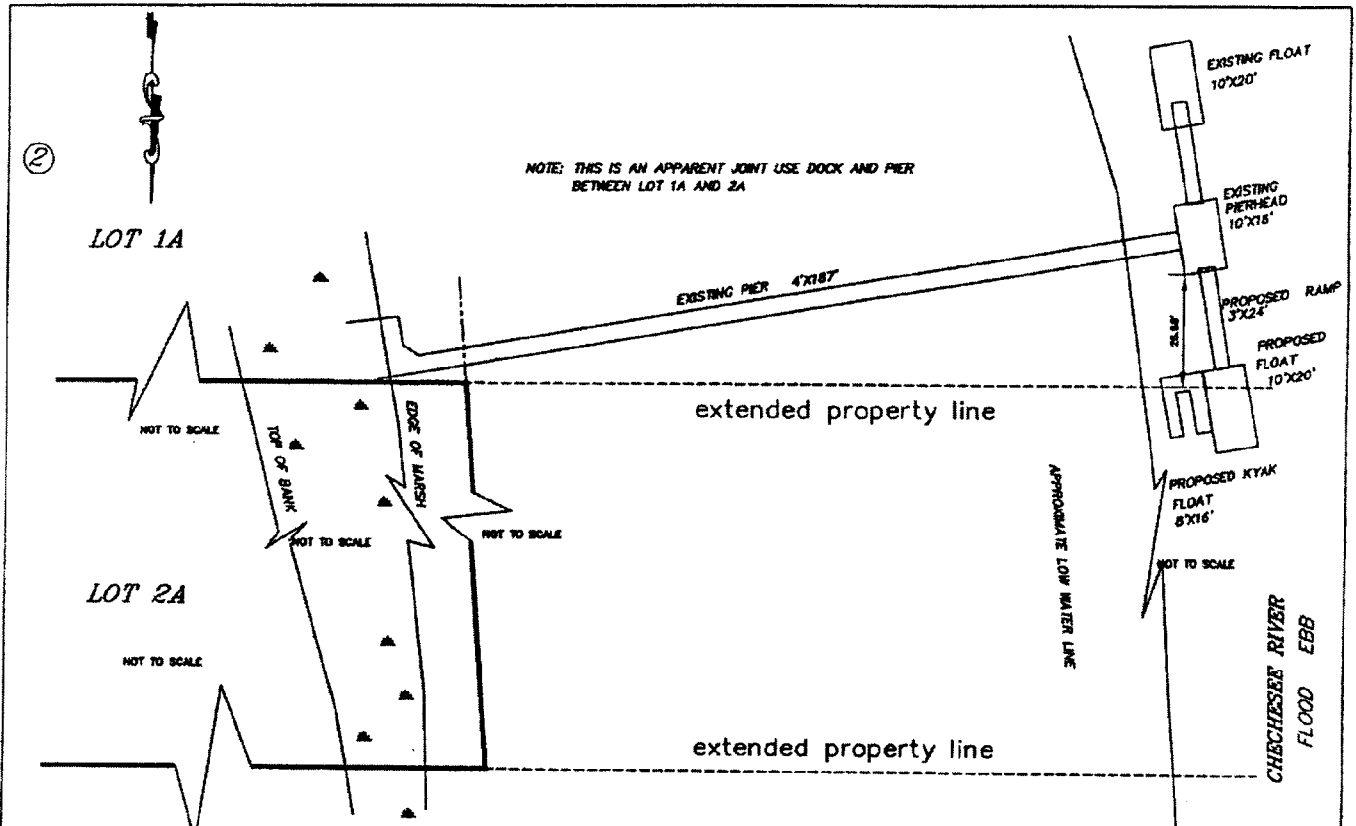 EXISTING FLOAT
10'X20'
②
NOTE: THIS IS AN APPARENT JOINT USE DOCK AND PIER
BETWEEN LOT 1A AND 2A
EXISTING
PIERHEAD
10'X15'
LOT 1A
EXISTING PIER 4'X187'
PROPOSED RAMP
3'X24'
PROPOSED
FLOAT
10'X20'
extended property line
NOT TO SCALE
TOP OF BANK
EDGE OF MARSH
APPROXIMATE LOW WATER LINE
PROPOSED KYAK
FLOAT
8'X16'
NOT TO SCALE
NOT TO SCALE
NOT TO SCALE
LOT 2A
NOT TO SCALE
extended property line
CHECHESEE RIVER
FLOOD EBB